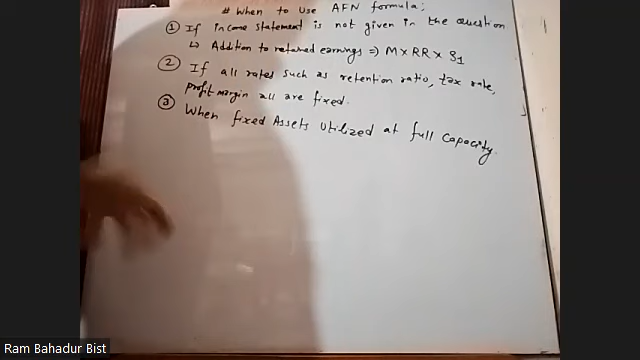 # When to Use AFN formula;
① If income statement is not given in the question
↳ Addition to retained earnings => M x RR x S1
② If all rates such as retention ratio, tax rate,
profit margin all are fixed.
③ When fixed Assets Utilized at full capacity.
Ram Bahadur Bist